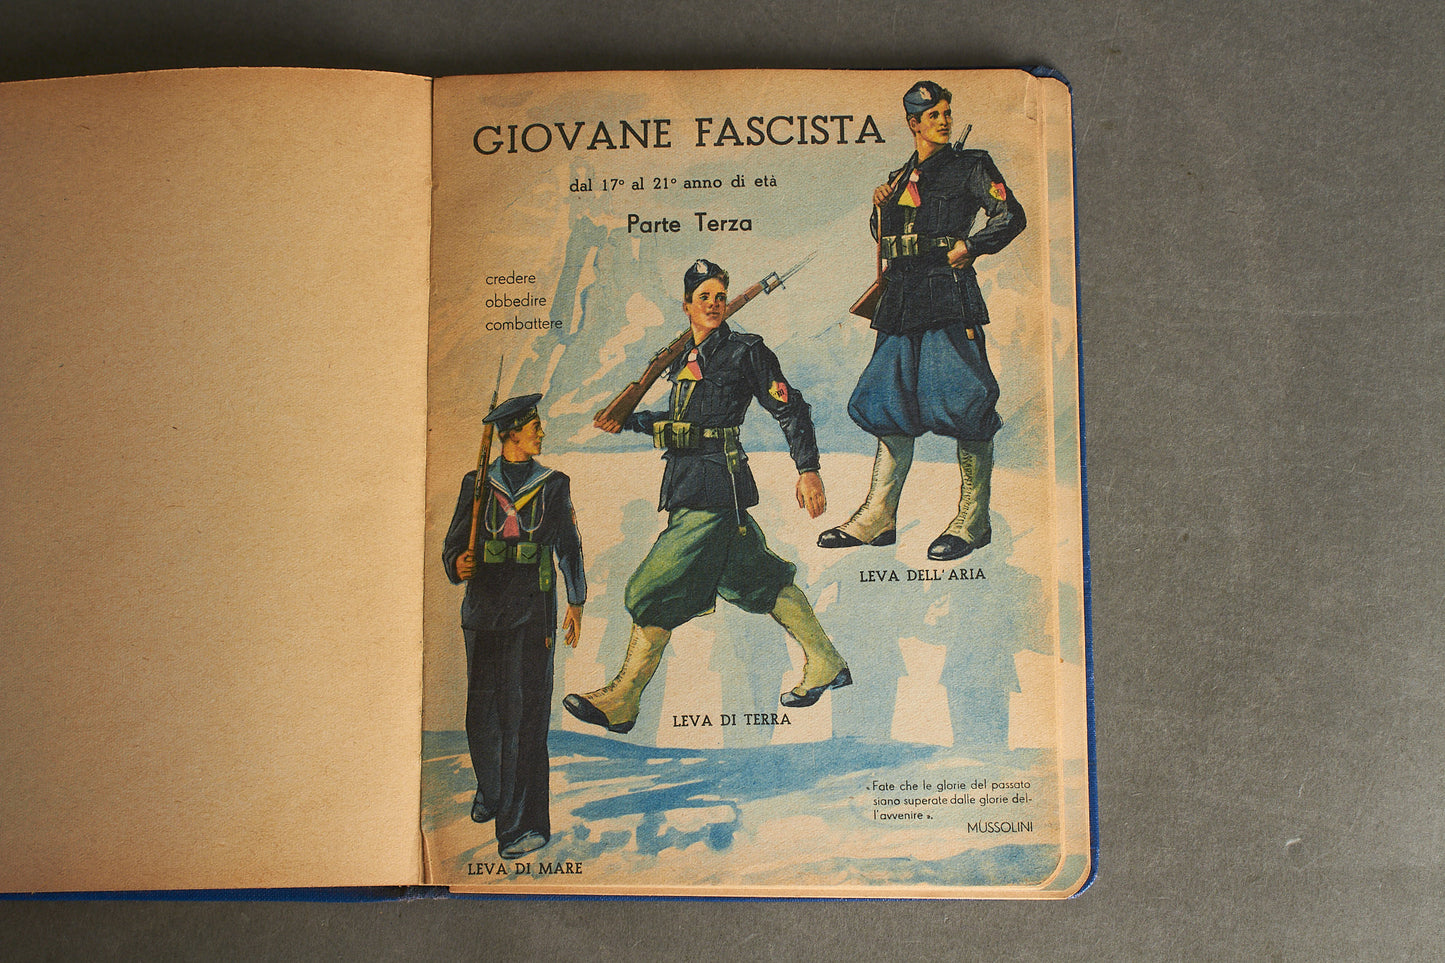 GIOVANE FASCISTA
dal 17° al 21° anno di età
Parte Terza
credere
obbedire
combattere
LEVA DELL'ARIA
LEVA DI TERRA
« Fate che le glorie del passato
siano superate dalle glorie del-
l'avvenire ».
MUSSOLINI
LEVA DI MARE